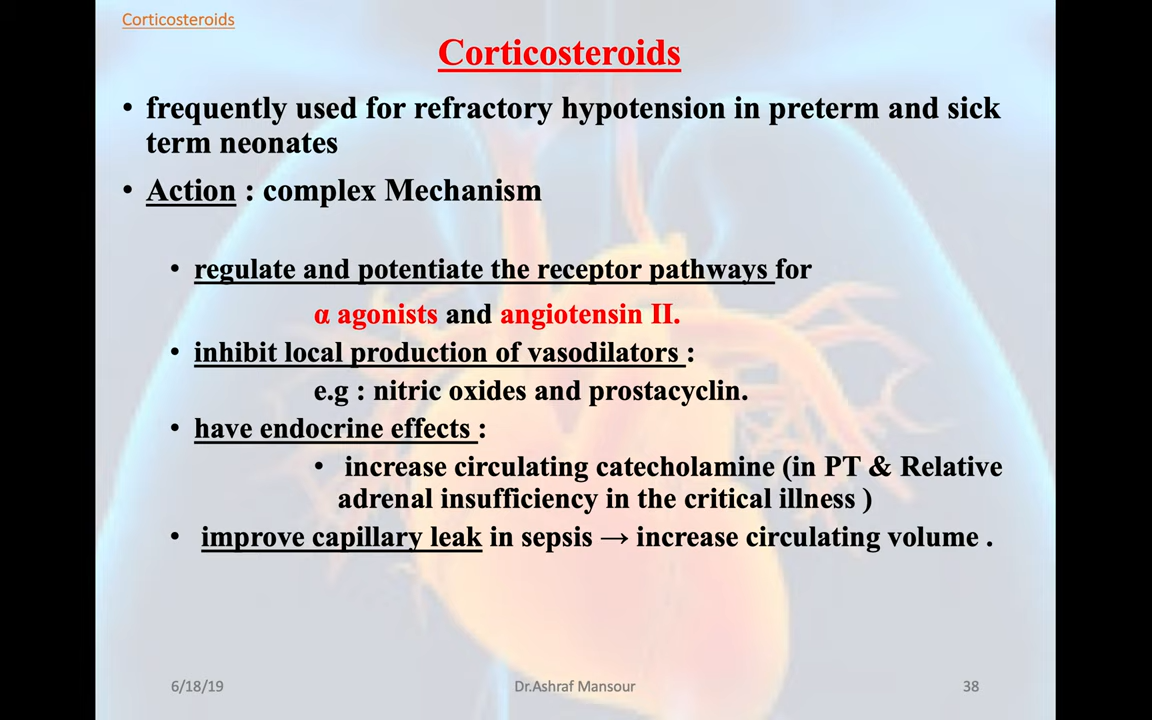 Corticosteroids
Corticosteroids
• frequently used for refractory hypotension in preterm and sick
term neonates
• Action : complex Mechanism
• regulate and potentiate the receptor pathways for
α agonists and angiotensin II.
• inhibit local production of vasodilators :
e.g : nitric oxides and prostacyclin.
• have endocrine effects :
• increase circulating catecholamine (in PT & Relative
adrenal insufficiency in the critical illness )
• improve capillary leak in sepsis → increase circulating volume .
6/18/19 Dr.Ashraf Mansour 38